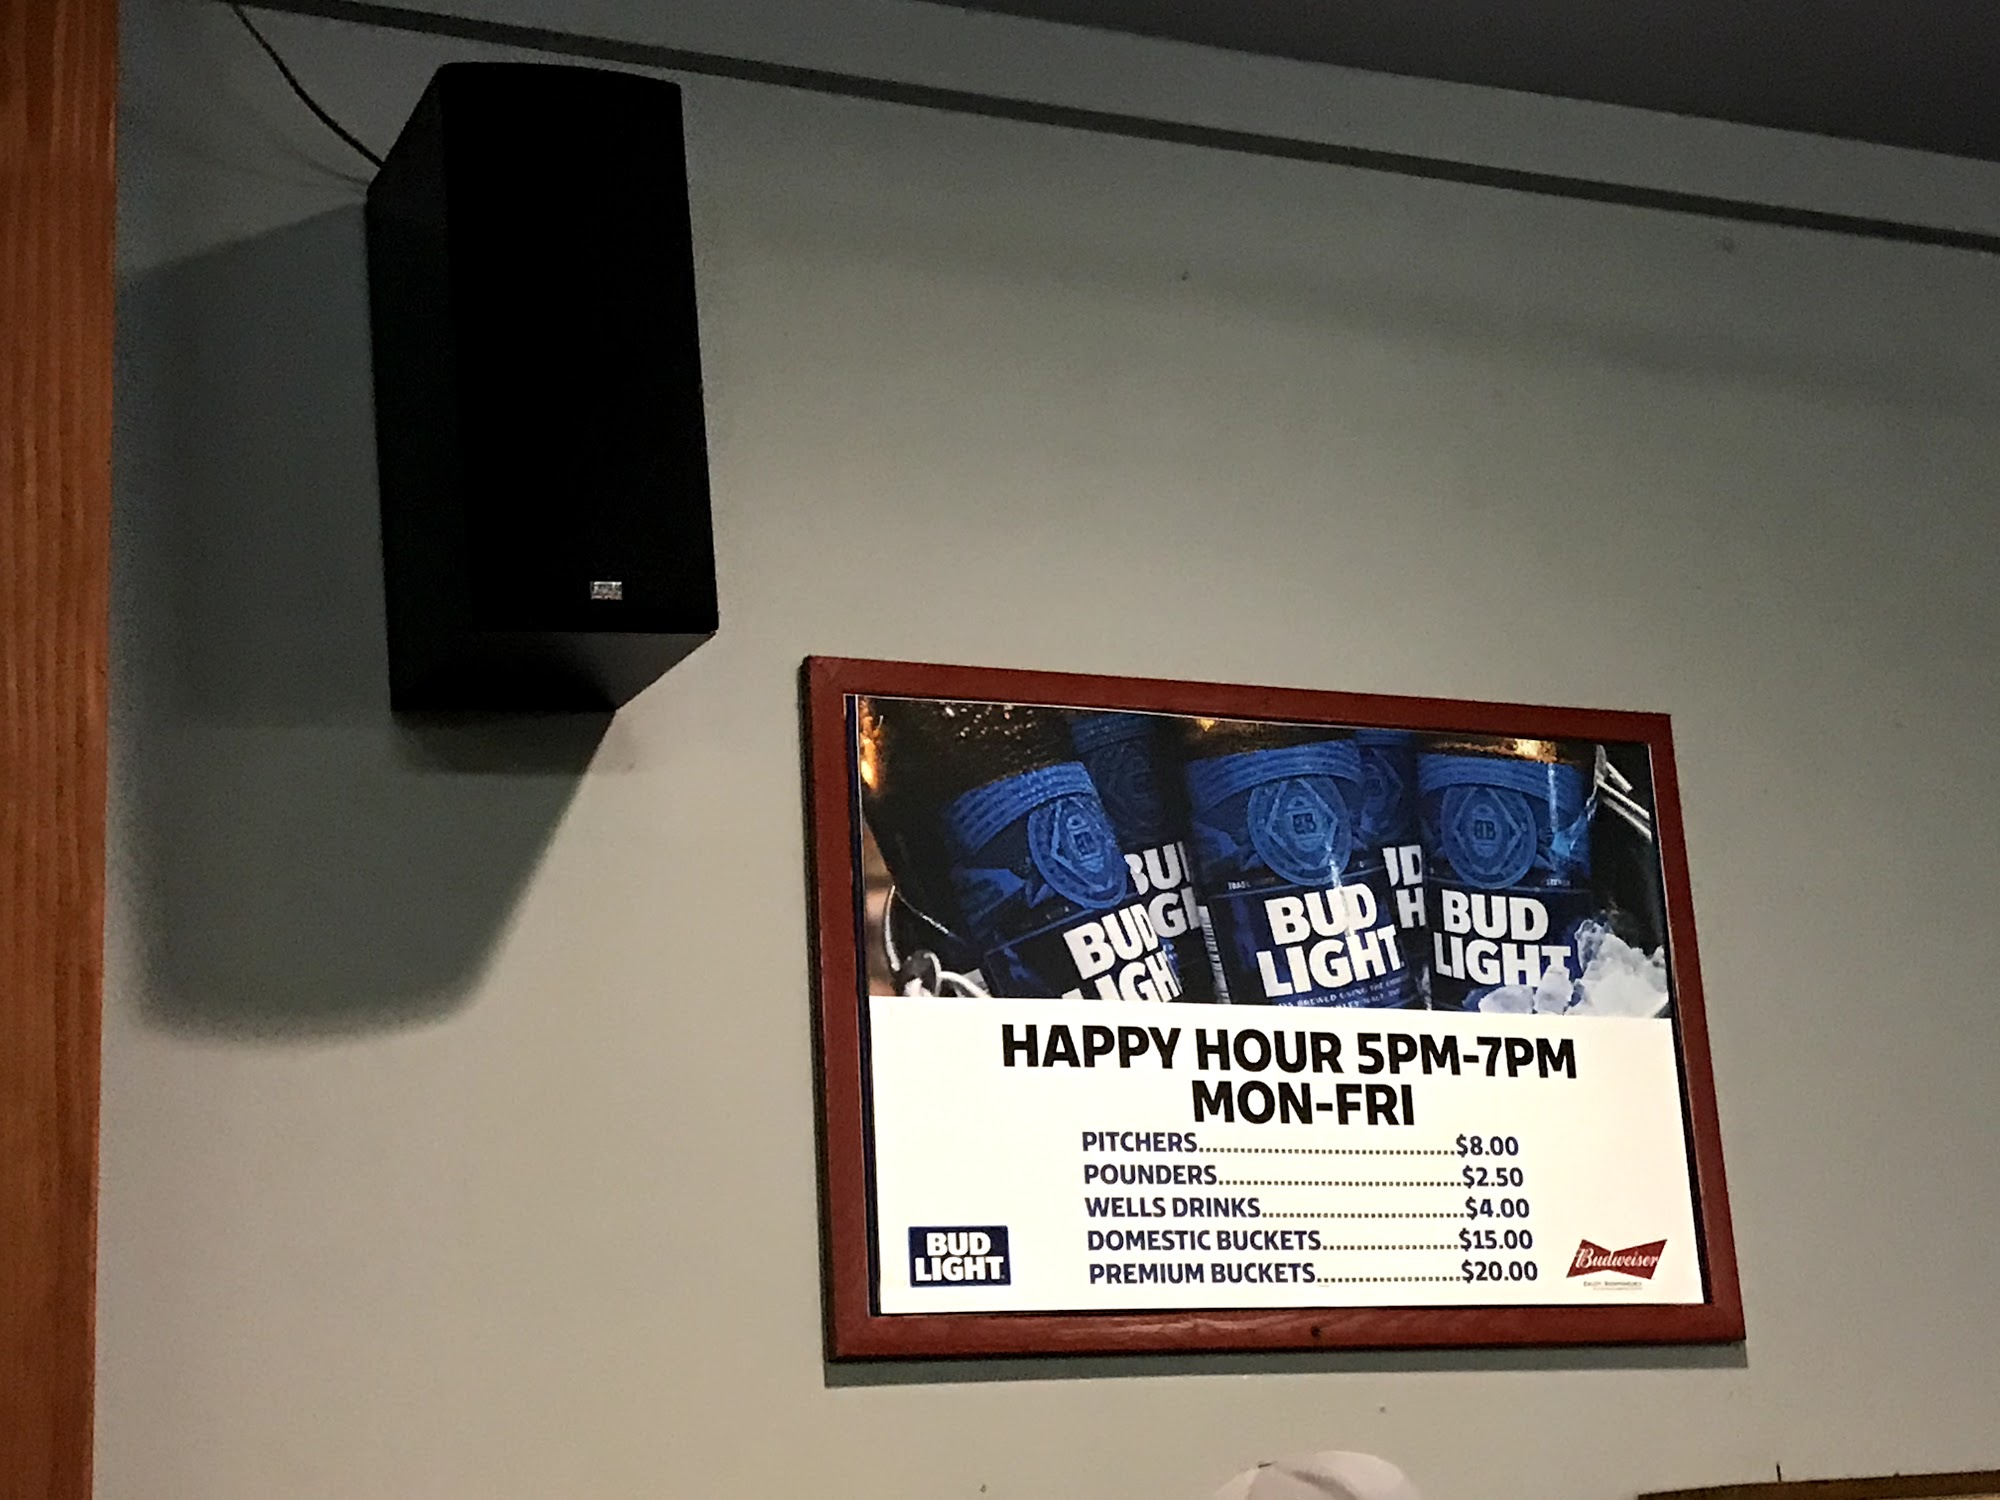 BUD
LIGHT
BUD
LIGHT
BUD
LIGHT
HAPPY HOUR 5PM-7PM
MON-FRI
PITCHERS....................................$8.00
POUNDERS..................................$2.50
WELLS DRINKS............................$4.00
DOMESTIC BUCKETS...................$15.00
PREMIUM BUCKETS....................$20.00
BUD
LIGHT
Budweiser